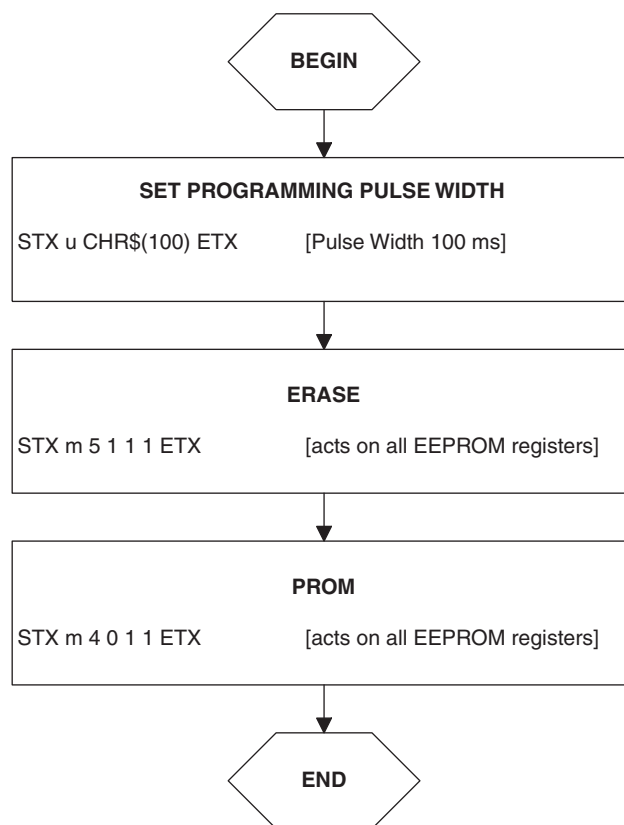 BEGIN
SET PROGRAMMING PULSE WIDTH
STX u CHR$(100) ETX [Pulse Width 100 ms]
ERASE
STX m 5 1 1 1 ETX [acts on all EEPROM registers]
PROM
STX m 4 0 1 1 ETX [acts on all EEPROM registers]
END